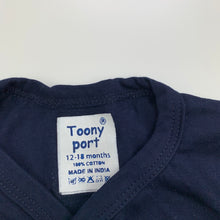 Toony
port
12-18 months
100% COTTON
MADE IN INDIA